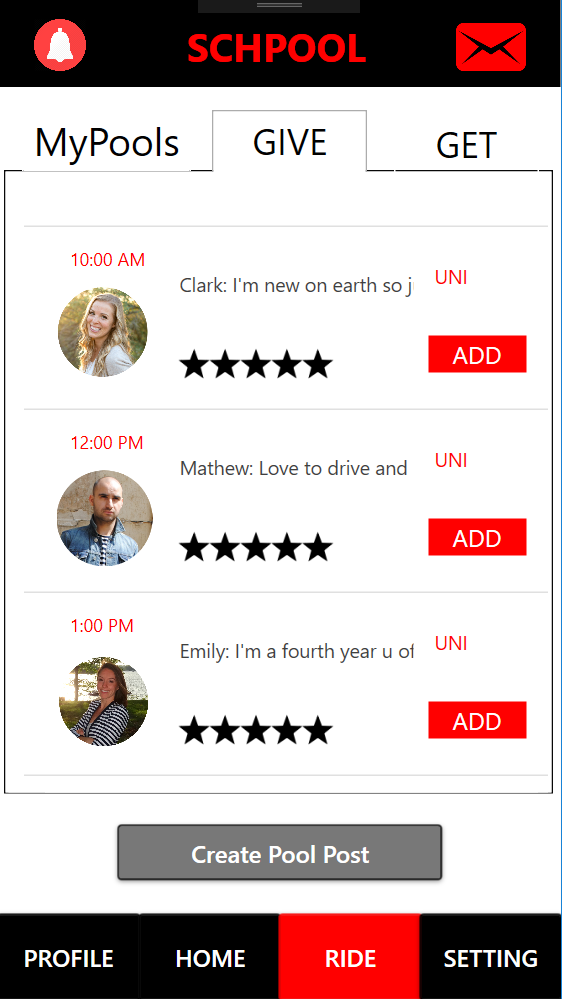 SCHPOOL
MyPools
GIVE
GET
10:00 AM
Clark: I'm new on earth so j
UNI
ADD
12:00 PM
Mathew: Love to drive and
UNI
ADD
1:00 PM
Emily: I'm a fourth year u of
UNI
ADD
Create Pool Post
PROFILE
HOME
RIDE
SETTING